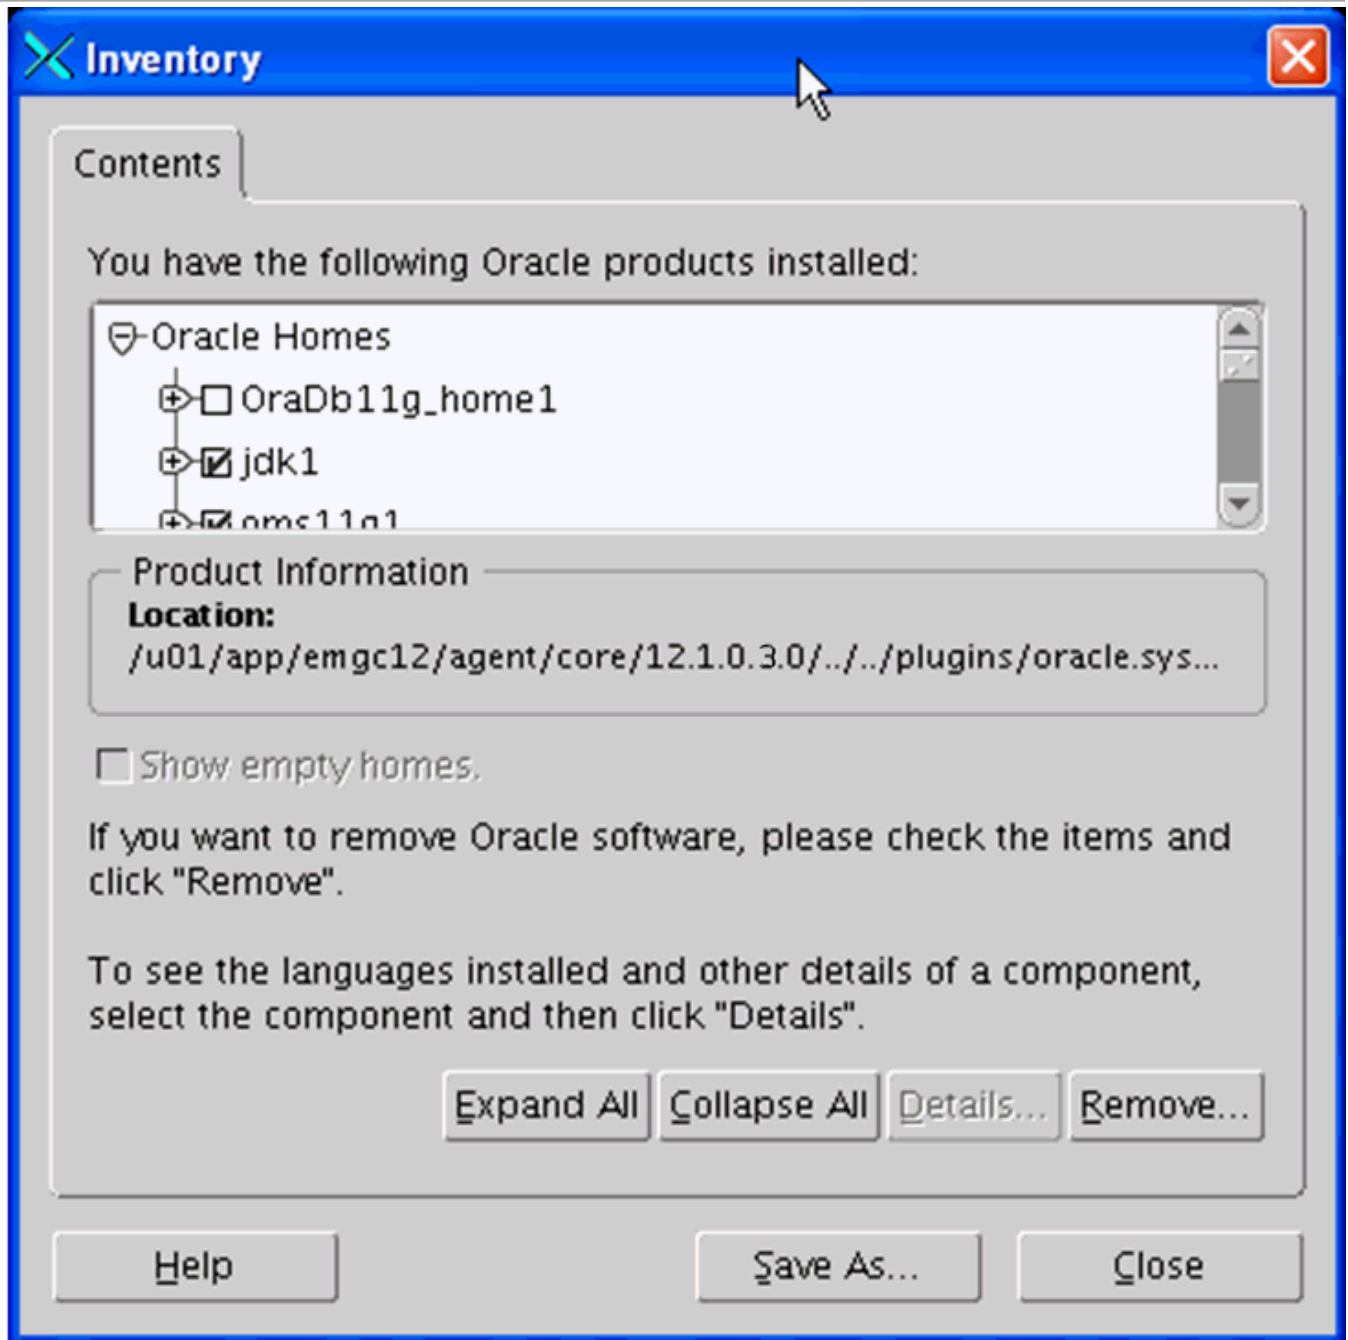 Inventory
Contents
You have the following Oracle products installed:
Oracle Homes
OraDb11g_home1
jdk1
oms11g1
Product Information
Location:
/u01/app/emgc12/agent/core/12.1.0.3.0/../../plugins/oracle.sys...
Show empty homes.
If you want to remove Oracle software, please check the items and
click "Remove".
To see the languages installed and other details of a component,
select the component and then click "Details".
Expand All Collapse All Details... Remove...
Help Save As... Close